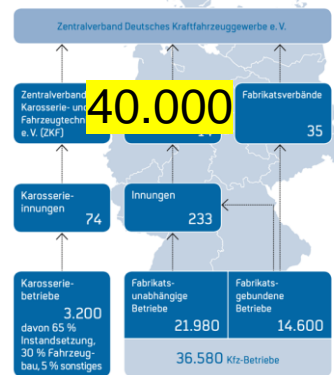 Zentralverband Deutsches Kraftfahrzeuggewerbe e. V.
Zentralverband
Karosserie- und
Fahrzeugtechn
e. V. (ZKF)
40.000
14
Fabrikatsverbände
35
Karosserie-
innungen
74
Innungen
233
Karosserie-
betriebe
3.200
davon 65 %
Instandsetzung,
30 % Fahrzeug-
bau, 5 % sonstiges
Fabrikats-
unabhängige
Betriebe
21.980
Fabrikats-
gebundene
Betriebe
14.600
36.580 Kfz-Betriebe